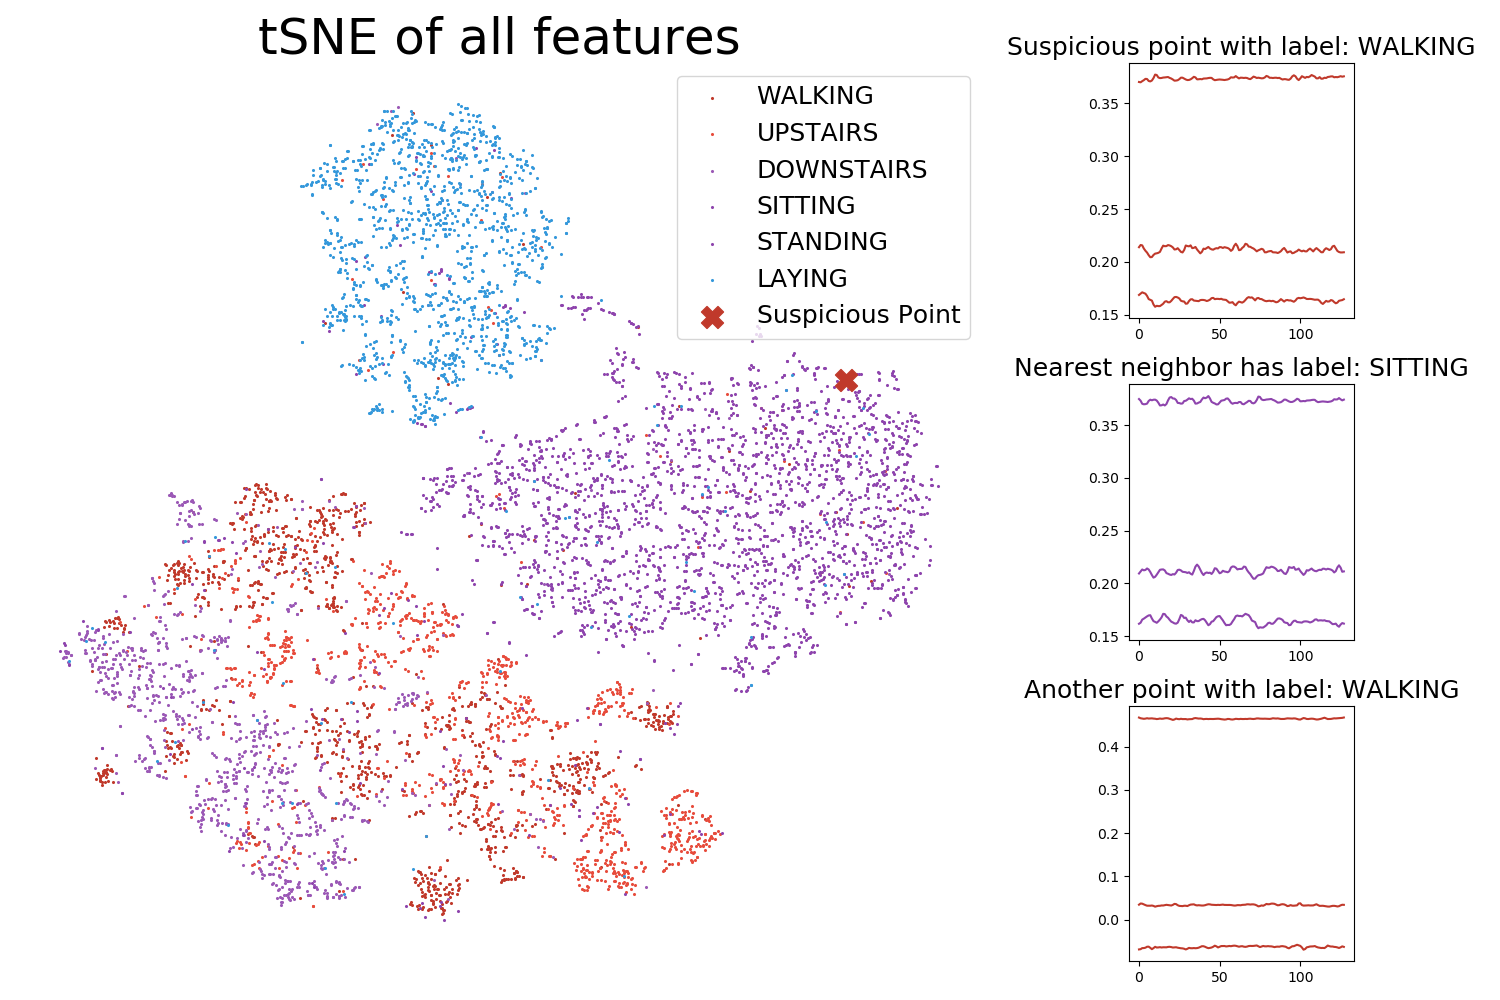 tSNE of all features
WALKING
UPSTAIRS
DOWNSTAIRS
SITTING
STANDING
LAYING
Suspicious Point
Suspicious point with label: WALKING
0.35
0.30
0.25
0.20
0.15
0
50
100
Nearest neighbor has label: SITTING
0.35
0.30
0.25
0.20
0.15
0
50
100
Another point with label: WALKING
0.4
0.3
0.2
0.1
0.0
0
50
100